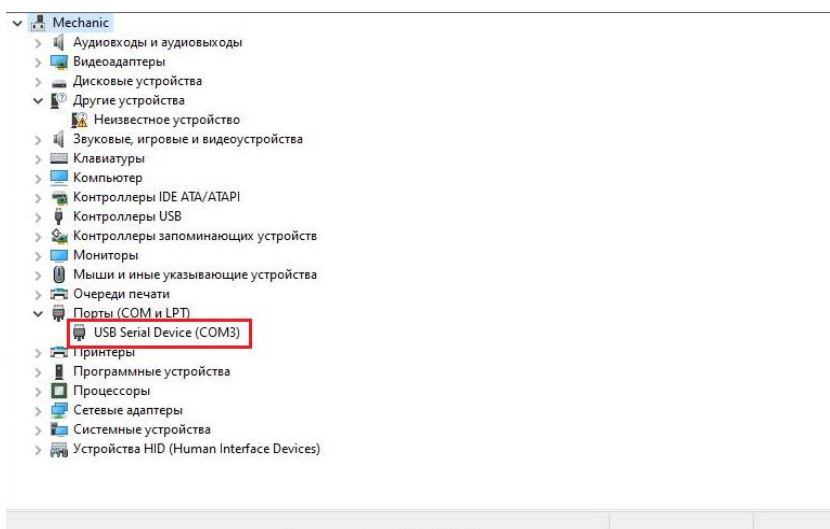 Mechanic
Аудиовходы и аудиовыходы
Видеоадаптеры
Дисковые устройства
Другие устройства
Неизвестное устройство
Звуковые, игровые и видеоустройства
Клавиатуры
Компьютер
Контроллеры IDE ATA/ATAPI
Контроллеры USB
Контроллеры запоминающих устройств
Мониторы
Мыши и иные указывающие устройства
Очереди печати
Порты (COM и LPT)
USB Serial Device (COM3)
Принтеры
Программные устройства
Процессоры
Сетевые адаптеры
Системные устройства
Устройства HID (Human Interface Devices)